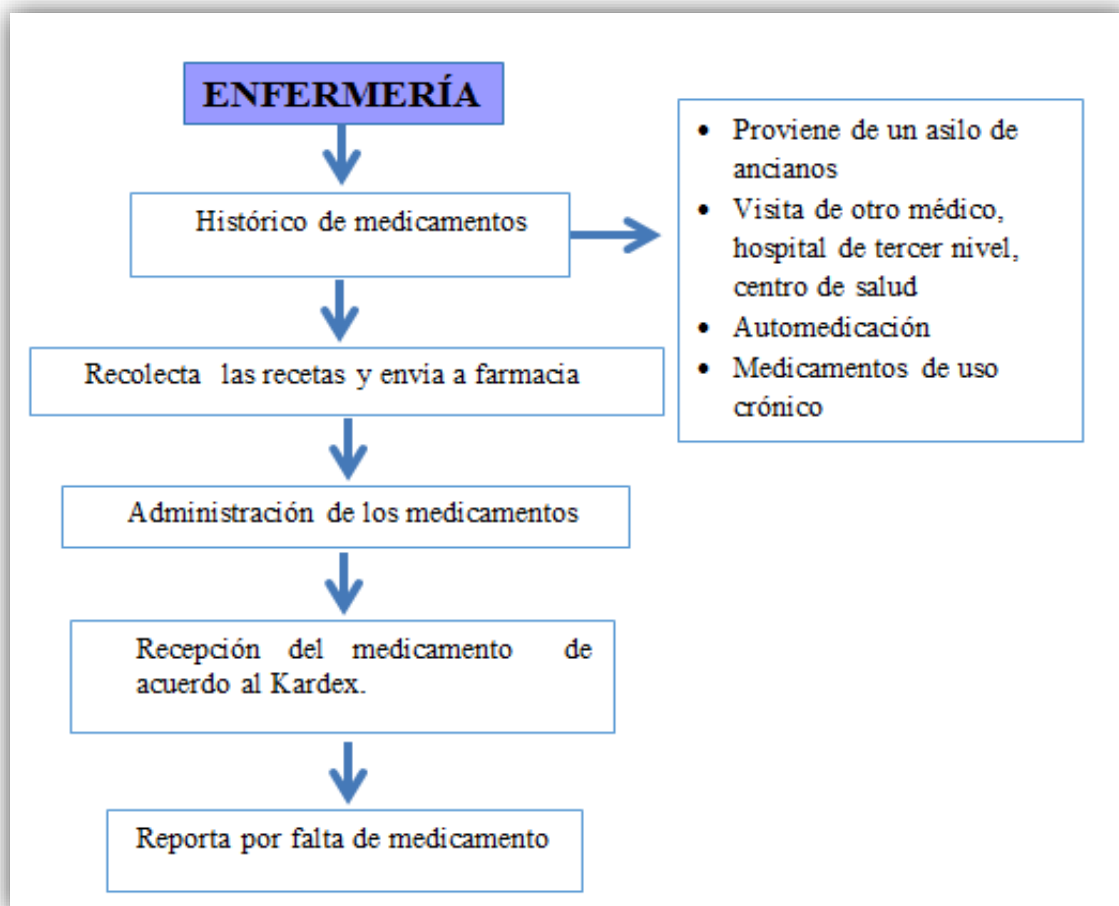 ENFERMERÍA
Histórico de medicamentos
• Proviene de un asilo de
ancianos
• Visita de otro médico,
hospital de tercer nivel,
centro de salud
• Automedicación
• Medicamentos de uso
crónico
Recolecta las recetas y envia a farmacia
Administración de los medicamentos
Recepción del medicamento de
acuerdo al Kardex.
Reporta por falta de medicamento